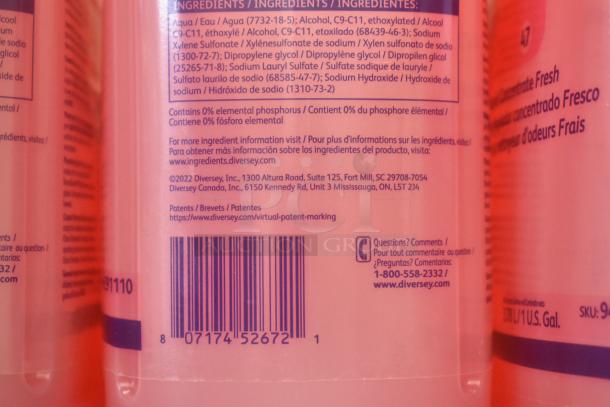 INGREDIENTS / INGRÉDIENTS / INGREDIENTES:
Agua / Eau / Agua (7732-18-5); Alcohol, C9-C11, ethoxylated / Alcool
C9-C11, éthoxylé / Alcohol, C9-C11, etoxilado (68439-46-3); Sodium
Xylene Sulfonate / Xylènesulfonate de sodium / Xylen sulfonato de sodio
(1300-72-7); Dipropylene glycol / Dipropylène glycol / Dipropilen glicol
(25265-71-8); Sodium Lauryl Sulfate / Sulfate sodique de lauryle /
Sulfato laurilo de sodio (68585-47-7); Sodium Hydroxide / Hydroxide de
sodium / Hidróxido de sodio (1310-73-2)
Contains 0% elemental phosphorus / Contient 0% du phosphore élémental /
Contiene 0% fósforo elemental
For more ingredient information visit / Pour plus d'informations sur les ingrédients, visitez /
Para obtener más información sobre los ingredientes del producto, visita:
www.ingredients.diversey.com
©2022 Diversey, Inc., 1300 Altura Road, Suite 125, Fort Mill, SC 29708-7054
Diversey Canada, Inc., 6150 Kennedy Rd, Unit 3 Mississauga, ON, L5T 2J4
Patents / Brevets / Patentes
https://www.diversey.com/virtual-patent-marking
Questions? Comments /
Pour tout commentaire ou question /
¿Preguntas? Comentarios:
1-800-558-2332 /
www.diversey.com
8 07174 52672 1
91110
PCI
AUCTION GROUP
47
Concentrate Fresh
concentrado Fresco
d'odeurs Frais
3.78 L/1 U.S. Gal.
SKU: 94